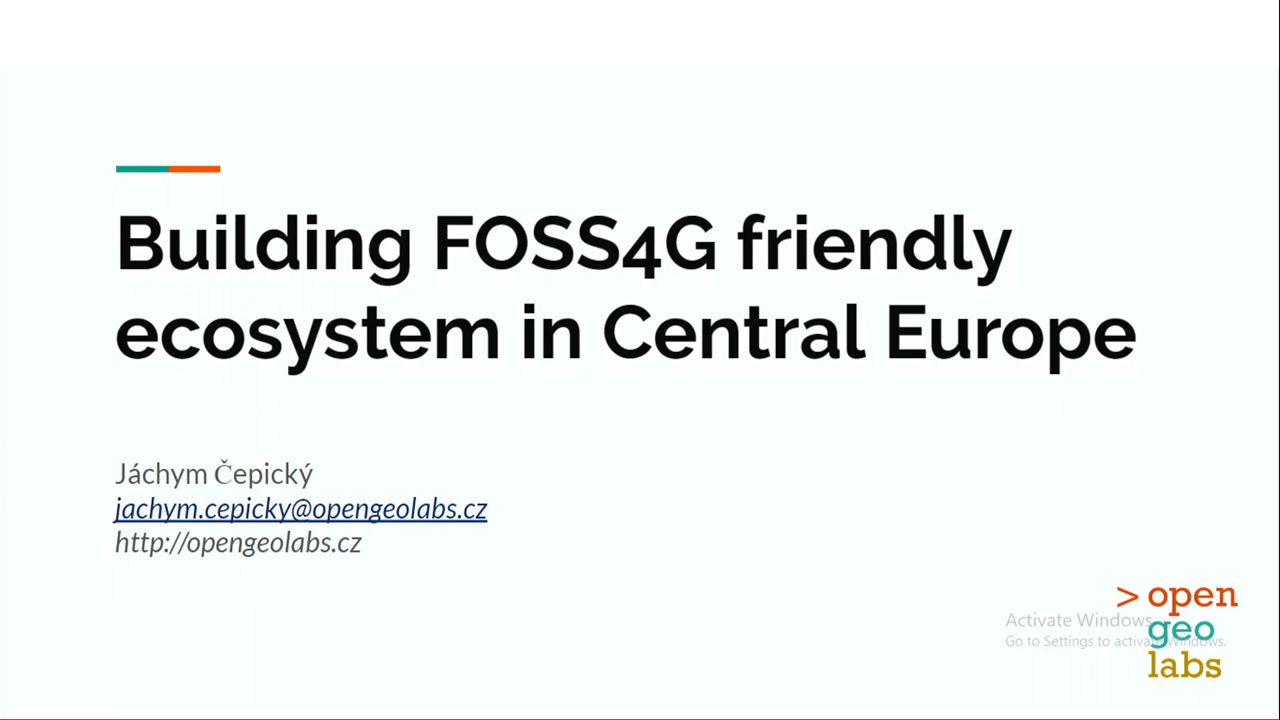 Building FOSS4G friendly
ecosystem in Central Europe
Jáchym Čepický
jachym.cepicky@opengeolabs.cz
http://opengeolabs.cz
> open
geo
labs
Activate Windows
Go to Settings to activate Windows.